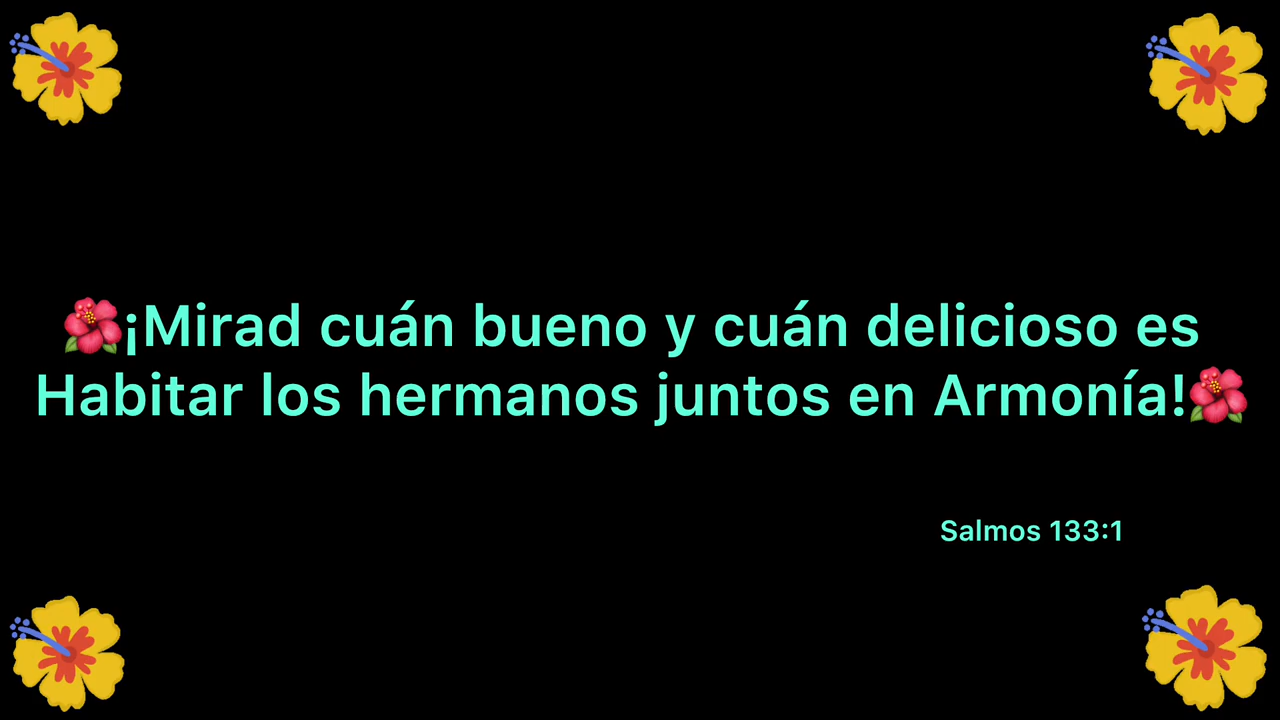 🌺¡Mirad cuán bueno y cuán delicioso es
Habitar los hermanos juntos en Armonía!🌺
Salmos 133:1